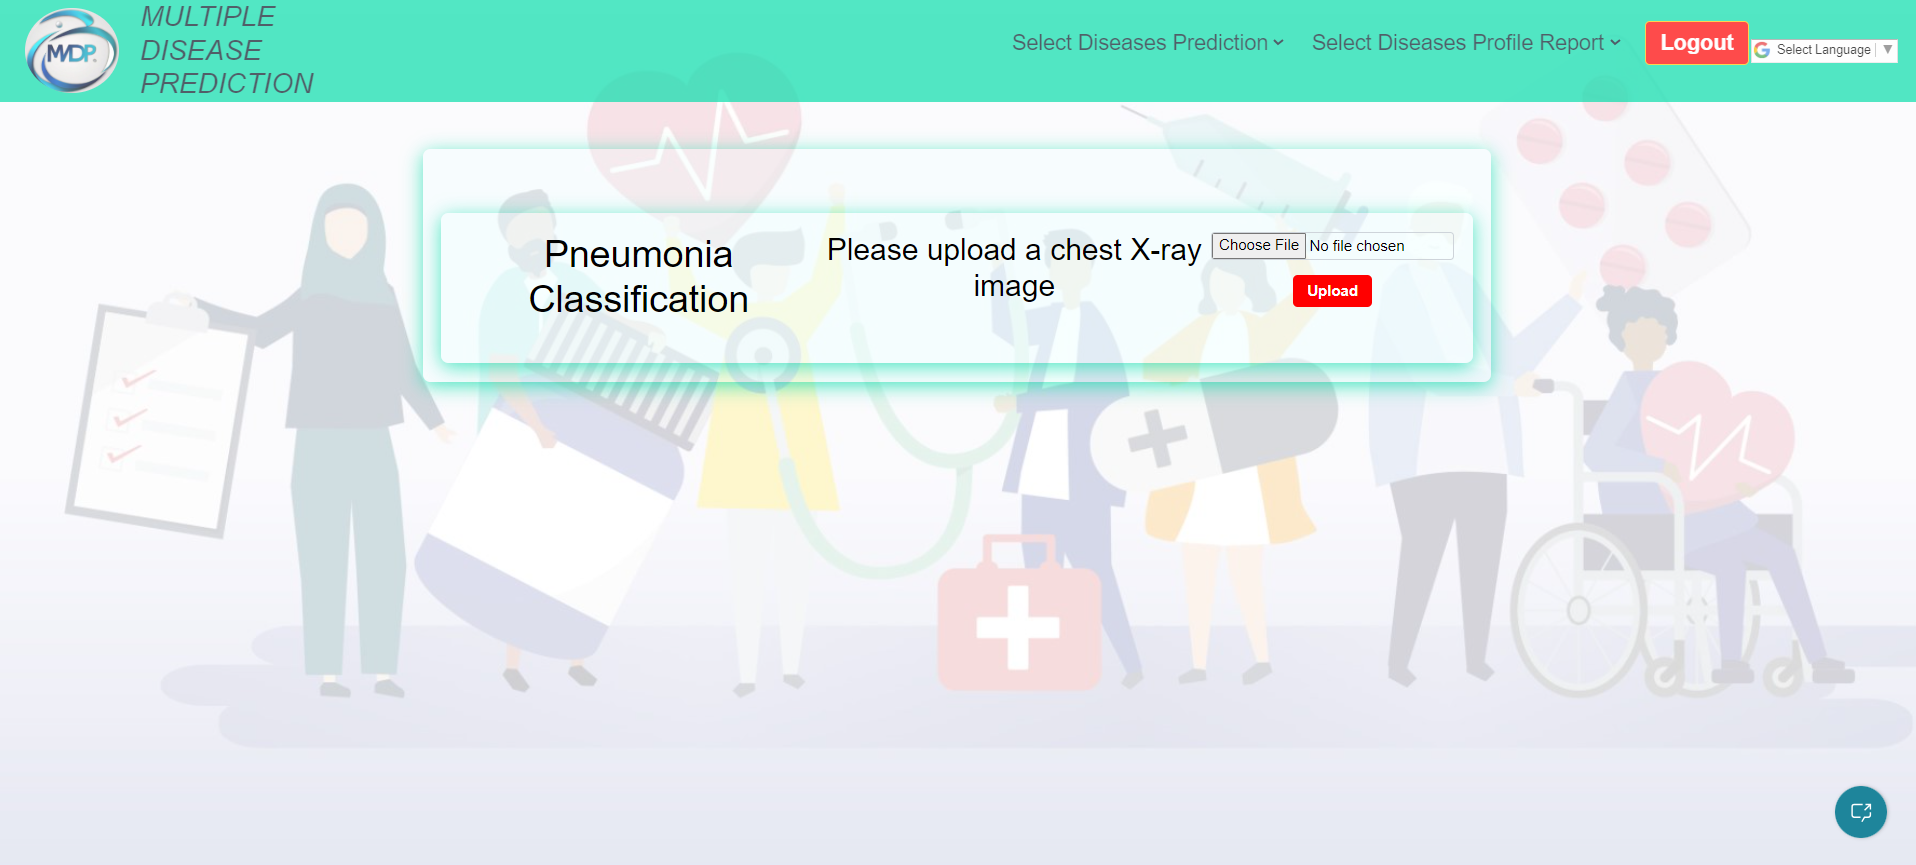 MDP
MULTIPLE
DISEASE
PREDICTION
Select Diseases Prediction
Select Diseases Profile Report
Logout
G Select Language ▼
Pneumonia
Classification
Please upload a chest X-ray
image
Choose File No file chosen
Upload